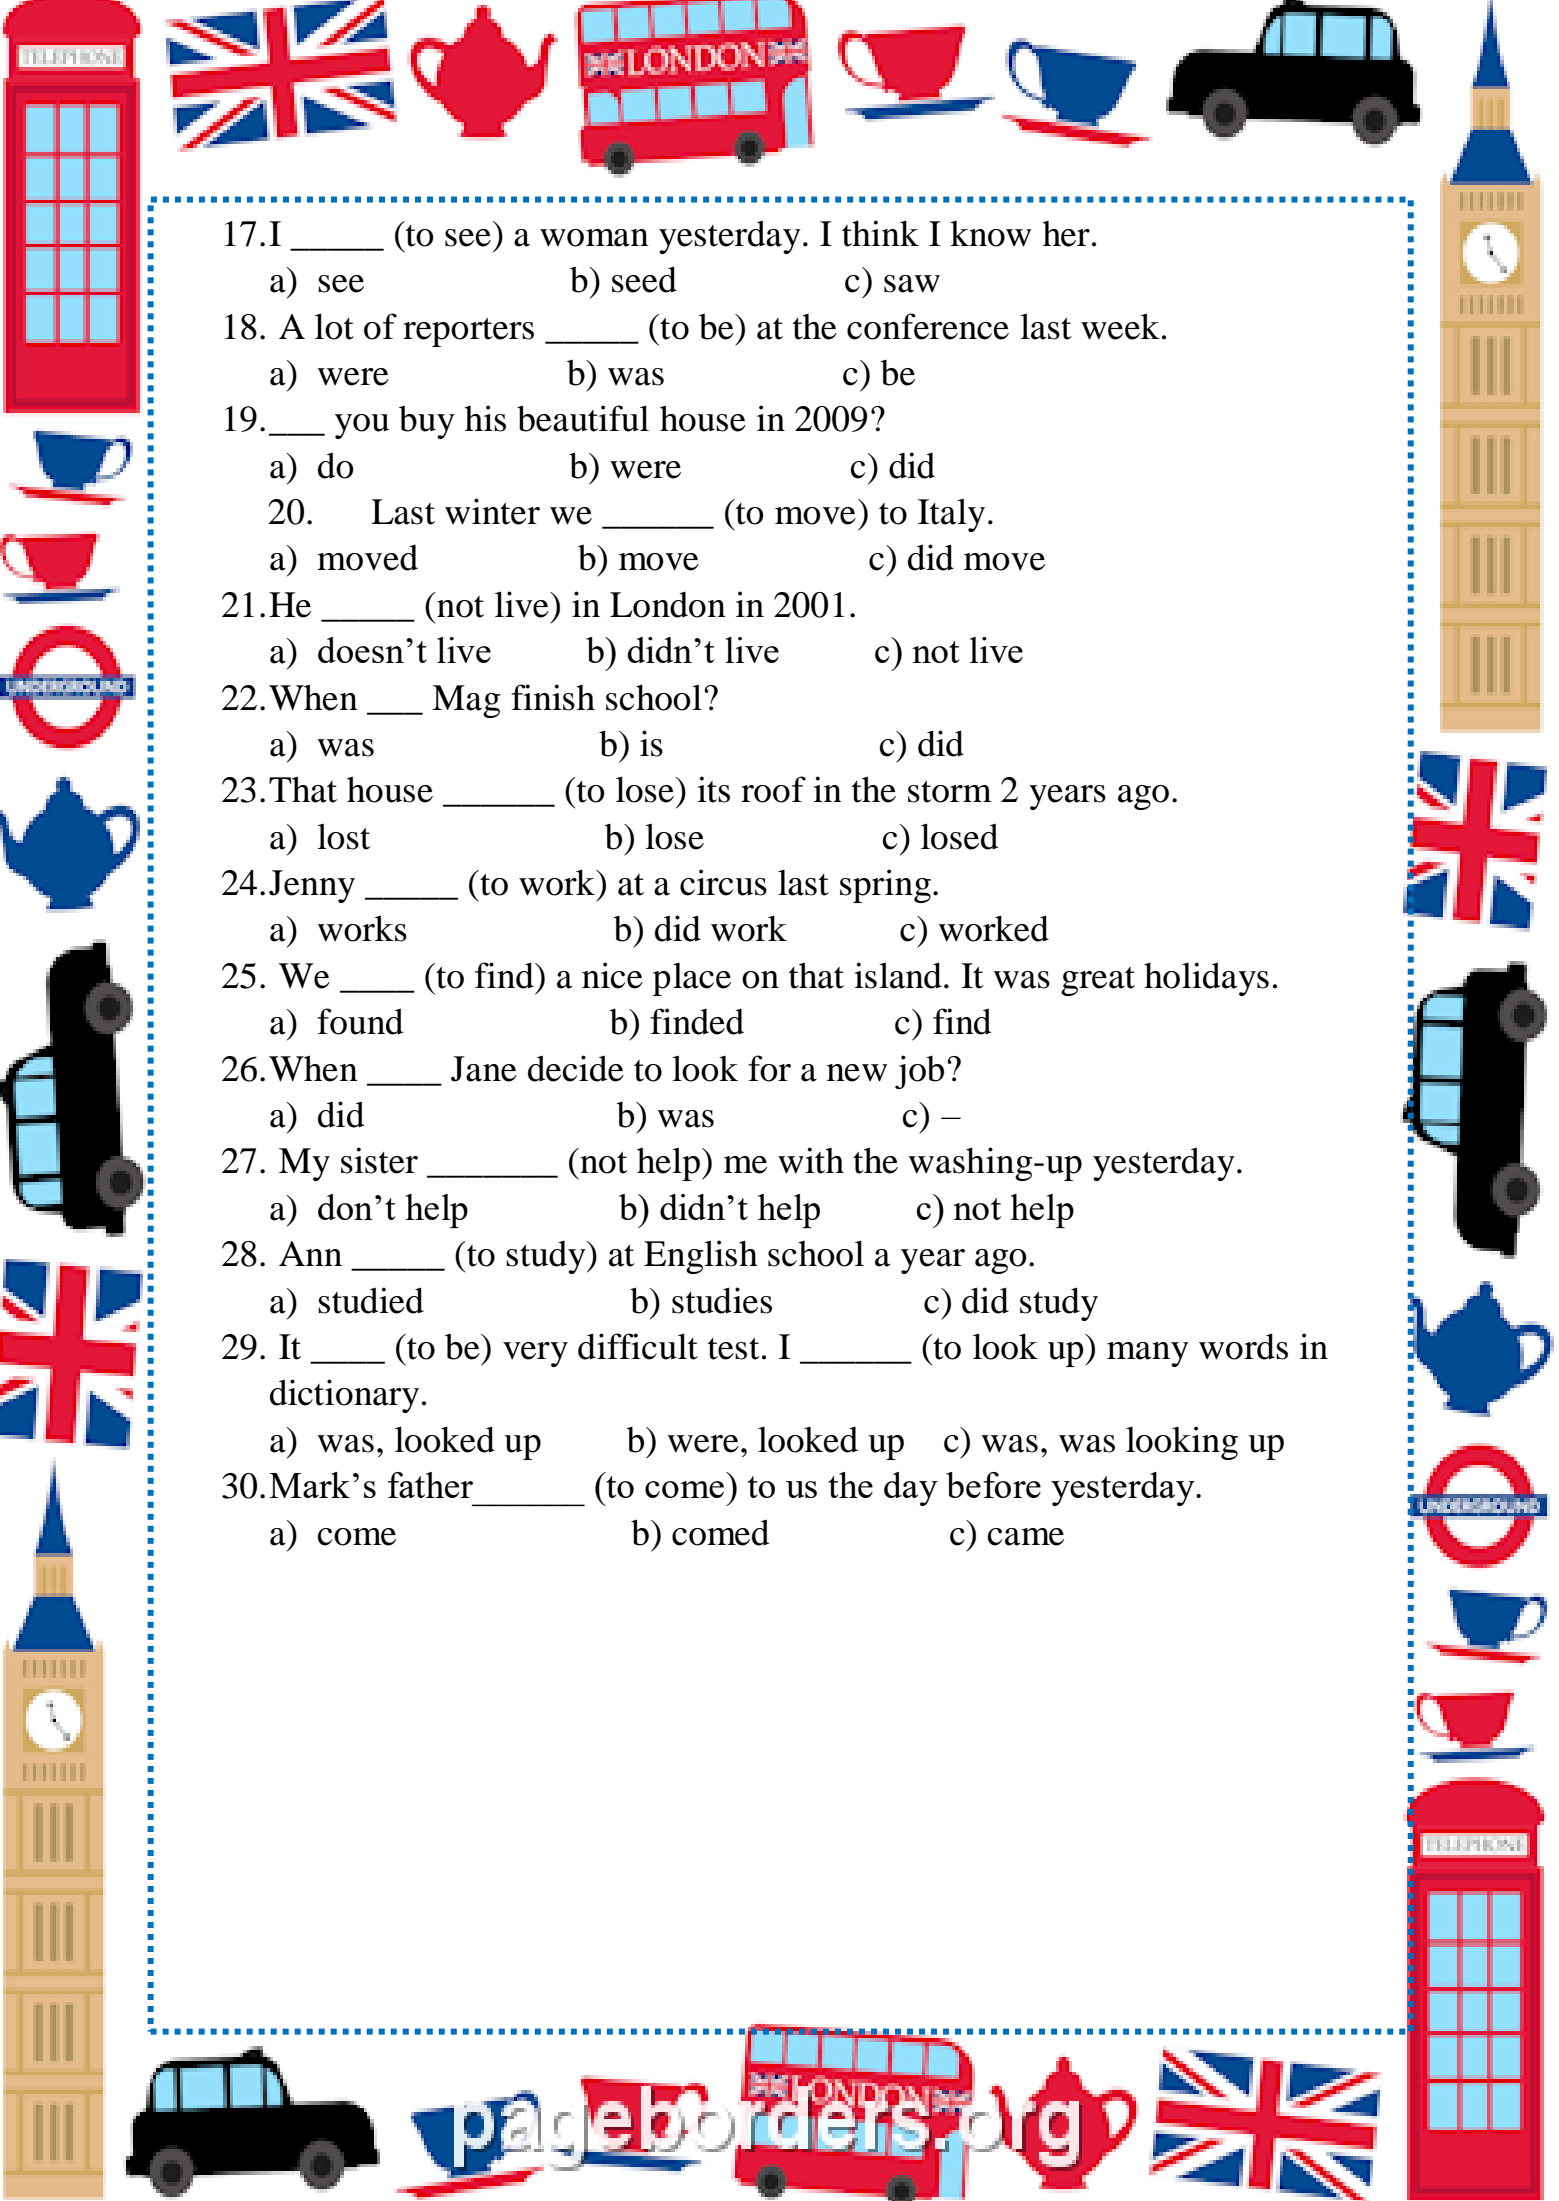 TELEPHONE
LONDON
17.I _____ (to see) a woman yesterday. I think I know her.
a) see b) seed c) saw
18. A lot of reporters _____ (to be) at the conference last week.
a) were b) was c) be
19.___ you buy his beautiful house in 2009?
a) do b) were c) did
20. Last winter we ______ (to move) to Italy.
a) moved b) move c) did move
21.He _____ (not live) in London in 2001.
a) doesn’t live b) didn’t live c) not live
22.When ___ Mag finish school?
a) was b) is c) did
UNDERGROUND
23.That house ______ (to lose) its roof in the storm 2 years ago.
a) lost b) lose c) losed
24.Jenny _____ (to work) at a circus last spring.
a) works b) did work c) worked
25. We ____ (to find) a nice place on that island. It was great holidays.
a) found b) finded c) find
26.When ____ Jane decide to look for a new job?
a) did b) was c) –
27. My sister _______ (not help) me with the washing-up yesterday.
a) don’t help b) didn’t help c) not help
28. Ann _____ (to study) at English school a year ago.
a) studied b) studies c) did study
29. It ____ (to be) very difficult test. I ______ (to look up) many words in
dictionary.
a) was, looked up b) were, looked up c) was, was looking up
30.Mark’s father______ (to come) to us the day before yesterday.
a) come b) comed c) came
UNDERGROUND
TELEPHONE
LONDON
pageborders.org